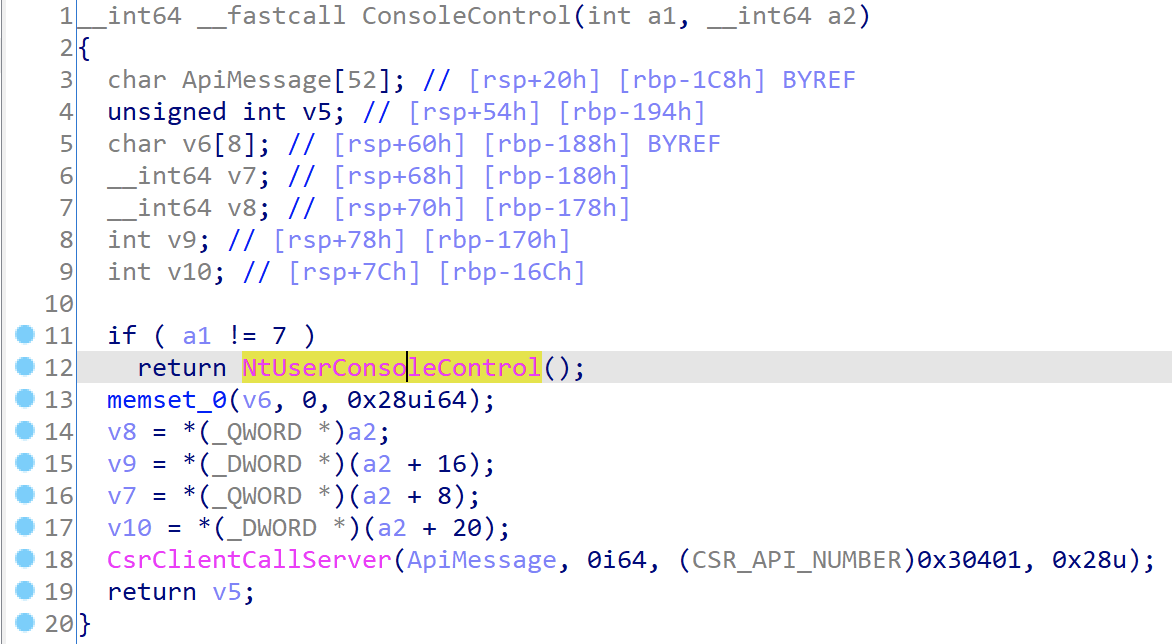 1 __int64 __fastcall ConsoleControl(int a1, __int64 a2)
2 {
3   char ApiMessage[52]; // [rsp+20h] [rbp-1C8h] BYREF
4   unsigned int v5; // [rsp+54h] [rbp-194h]
5   char v6[8]; // [rsp+60h] [rbp-188h] BYREF
6   __int64 v7; // [rsp+68h] [rbp-180h]
7   __int64 v8; // [rsp+70h] [rbp-178h]
8   int v9; // [rsp+78h] [rbp-170h]
9   int v10; // [rsp+7Ch] [rbp-16Ch]
10
11   if ( a1 != 7 )
12     return NtUserConsoleControl();
13   memset_0(v6, 0, 0x28ui64);
14   v8 = *(_QWORD *)a2;
15   v9 = *(_DWORD *)(a2 + 16);
16   v7 = *(_QWORD *)(a2 + 8);
17   v10 = *(_DWORD *)(a2 + 20);
18   CsrClientCallServer(ApiMessage, 0i64, (CSR_API_NUMBER)0x30401, 0x28u);
19   return v5;
20 }